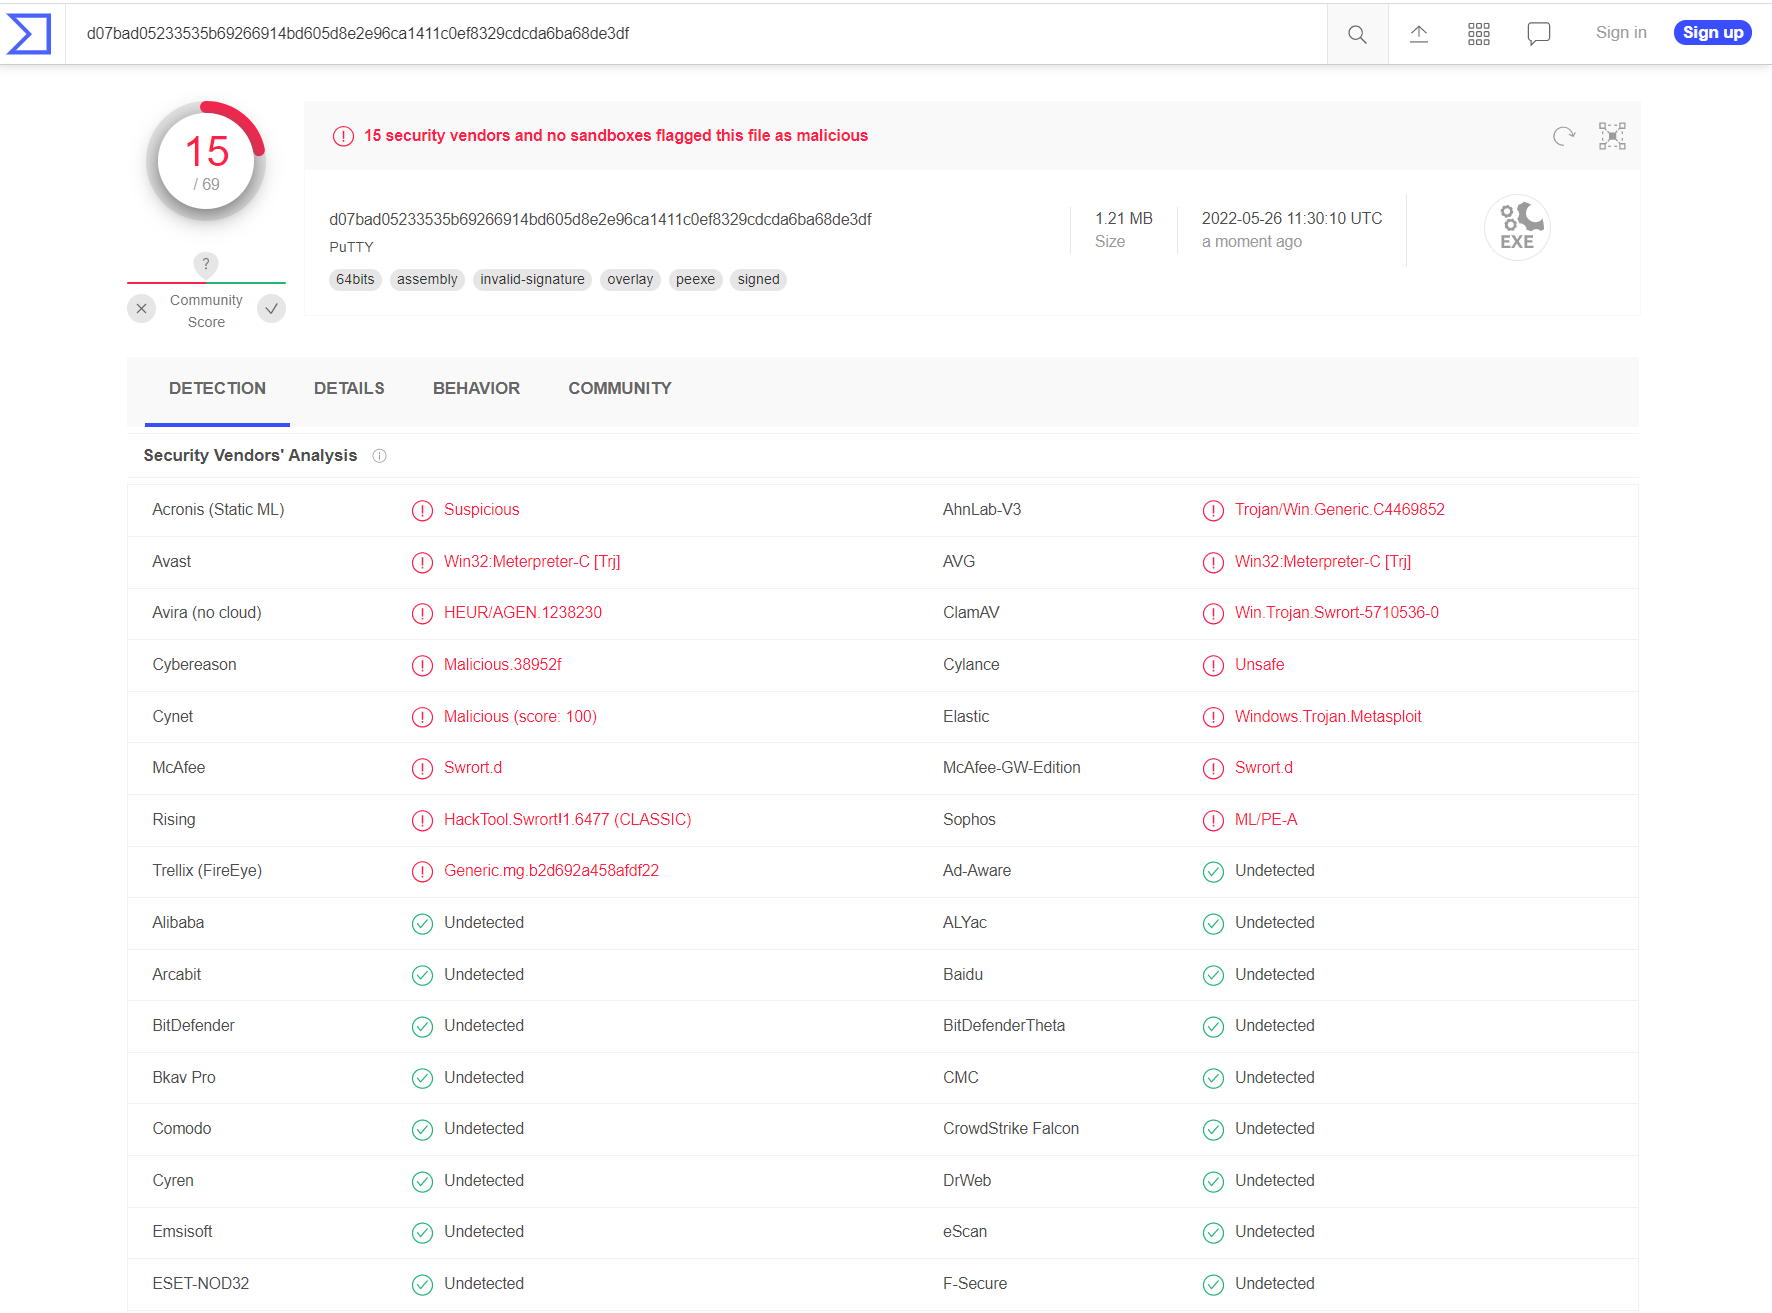 d07bad05233535b69266914bd605d8e2e96ca1411c0ef8329cdcda6ba68de3df
Sign in
Sign up
15
/ 69
?
Community
Score
15 security vendors and no sandboxes flagged this file as malicious
d07bad05233535b69266914bd605d8e2e96ca1411c0ef8329cdcda6ba68de3df
PuTTY
64bits assembly invalid-signature overlay peexe signed
1.21 MB
Size
2022-05-26 11:30:10 UTC
a moment ago
EXE
DETECTION DETAILS BEHAVIOR COMMUNITY
Security Vendors' Analysis
Acronis (Static ML) Suspicious AhnLab-V3 Trojan/Win.Generic.C4469852
Avast Win32:Meterpreter-C [Trj] AVG Win32:Meterpreter-C [Trj]
Avira (no cloud) HEUR/AGEN.1238230 ClamAV Win.Trojan.Swrort-5710536-0
Cybereason Malicious.38952f Cylance Unsafe
Cynet Malicious (score: 100) Elastic Windows.Trojan.Metasploit
McAfee Swrort.d McAfee-GW-Edition Swrort.d
Rising HackTool.Swrort!1.6477 (CLASSIC) Sophos ML/PE-A
Trellix (FireEye) Generic.mg.b2d692a458afdf22 Ad-Aware Undetected
Alibaba Undetected ALYac Undetected
Arcabit Undetected Baidu Undetected
BitDefender Undetected BitDefenderTheta Undetected
Bkav Pro Undetected CMC Undetected
Comodo Undetected CrowdStrike Falcon Undetected
Cyren Undetected DrWeb Undetected
Emsisoft Undetected eScan Undetected
ESET-NOD32 Undetected F-Secure Undetected